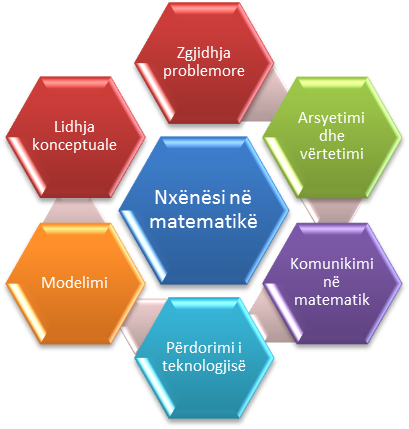 Zgjidhja
problemore
Arsyetimi
dhe
vërtetimi
Lidhja
konceptuale
Nxënësi në
matematikë
Komunikimi
në
matematik
Modelimi
Përdorimi i
teknologjisë